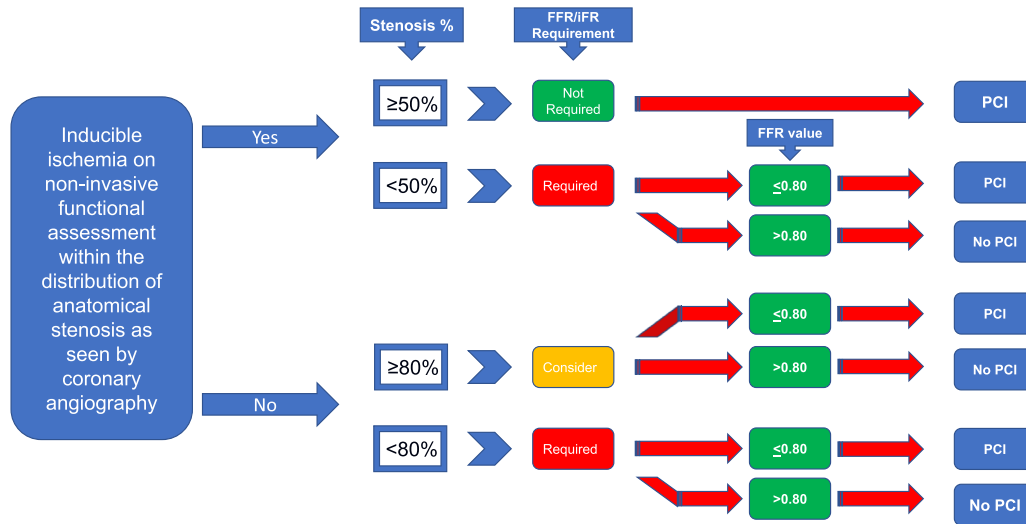 Stenosis %
FFR/iFR
Requirement
Inducible
ischemia on
non-invasive
functional
assessment
within the
distribution of
anatomical
stenosis as
seen by
coronary
angiography
Yes
≥50%
Not
Required
PCI
FFR value
<50%
Required
≤0.80
PCI
>0.80
No PCI
No
≤0.80
PCI
≥80%
Consider
>0.80
No PCI
<80%
Required
≤0.80
PCI
>0.80
No PCI